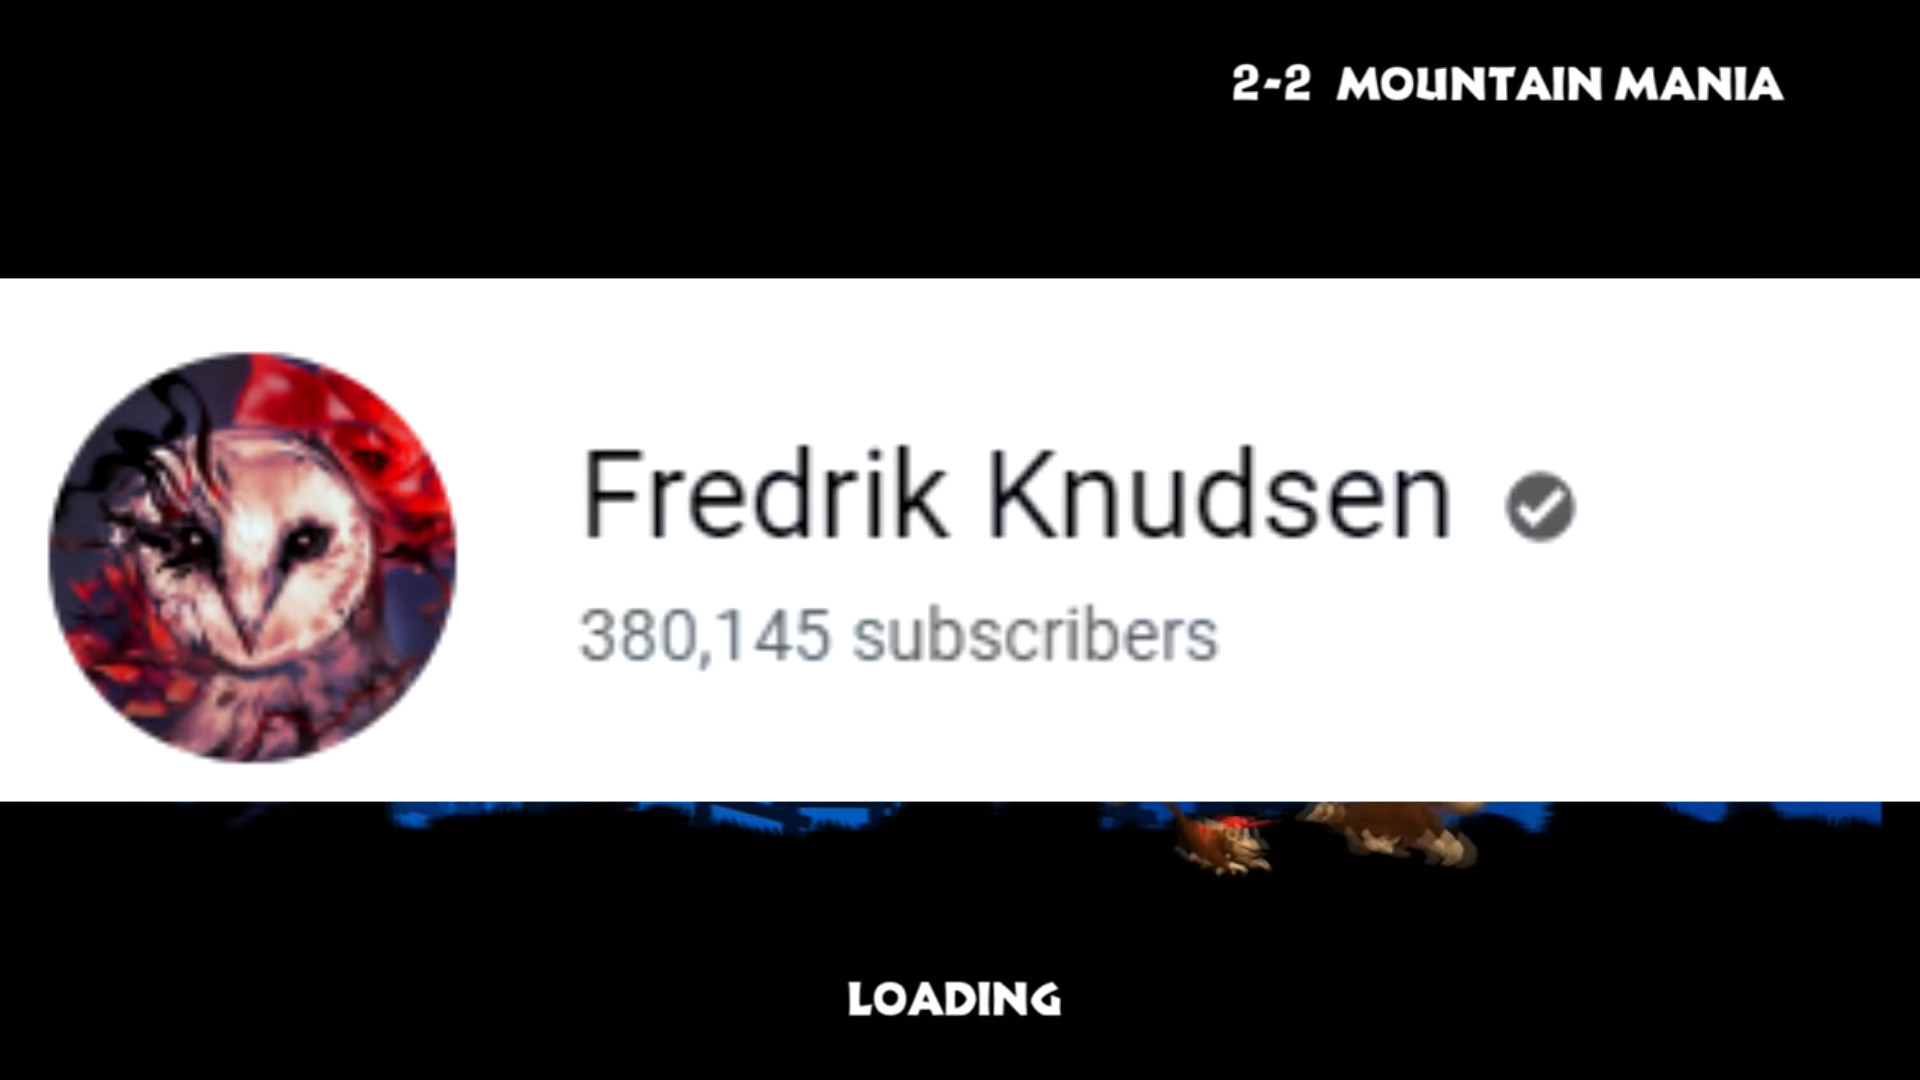 2-2 MOUNTAIN MANIA
Fredrik Knudsen
380,145 subscribers
LOADING